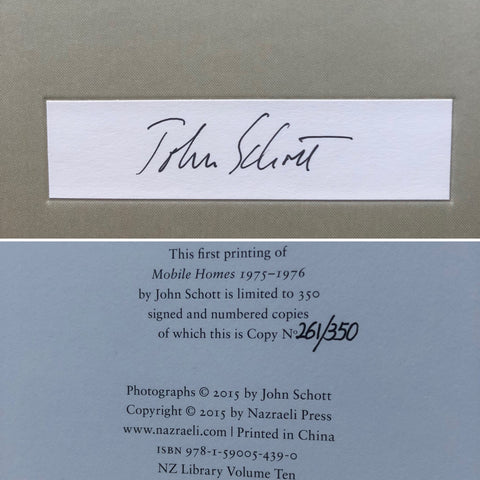 John Schott
This first printing of
Mobile Homes 1975–1976
by John Schott is limited to 350
signed and numbered copies
of which this is Copy Nº 261/350
Photographs © 2015 by John Schott
Copyright © 2015 by Nazraeli Press
www.nazraeli.com | Printed in China
ISBN 978-1-59005-439-0
NZ Library Volume Ten